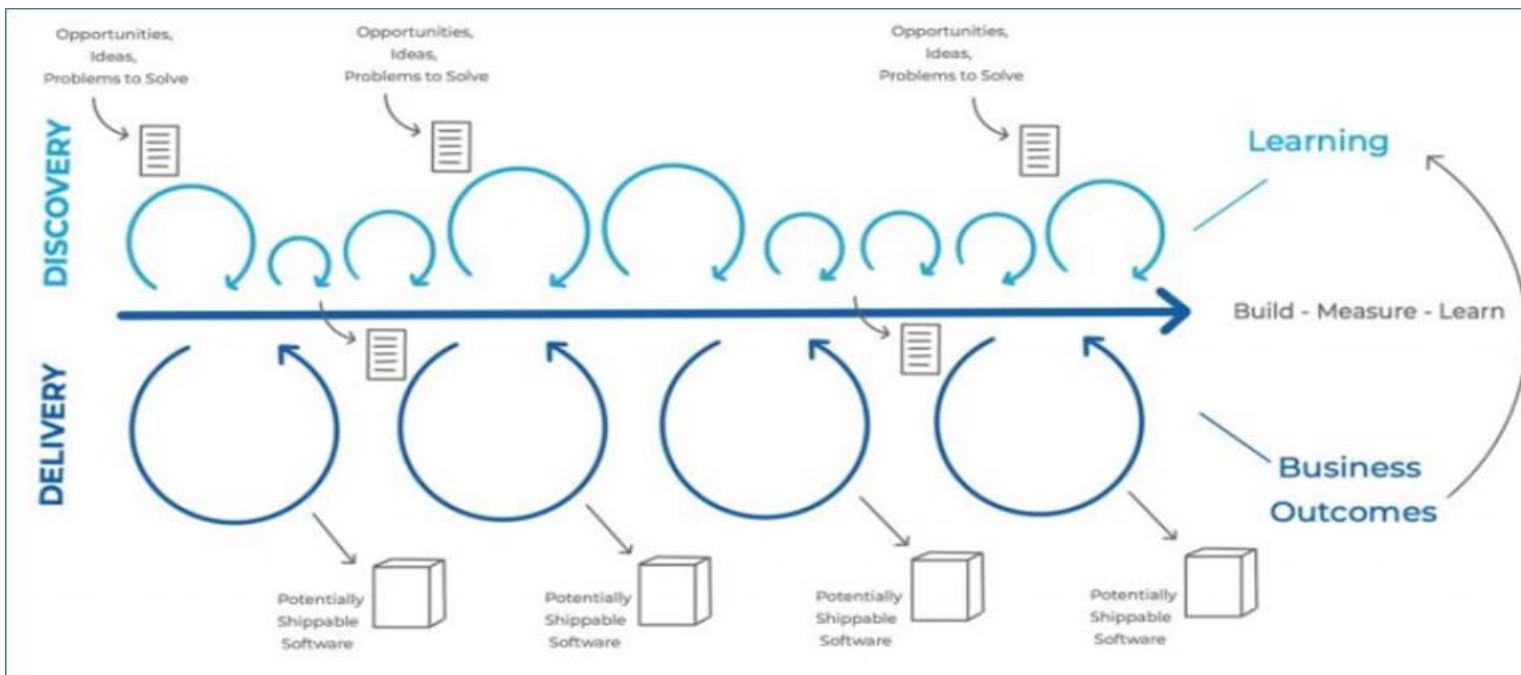 Opportunities,
Ideas,
Problems to Solve
Opportunities,
Ideas,
Problems to Solve
Opportunities,
Ideas,
Problems to Solve
DISCOVERY
Learning
Build - Measure - Learn
DELIVERY
Business
Outcomes
Potentially
Shippable
Software
Potentially
Shippable
Software
Potentially
Shippable
Software
Potentially
Shippable
Software